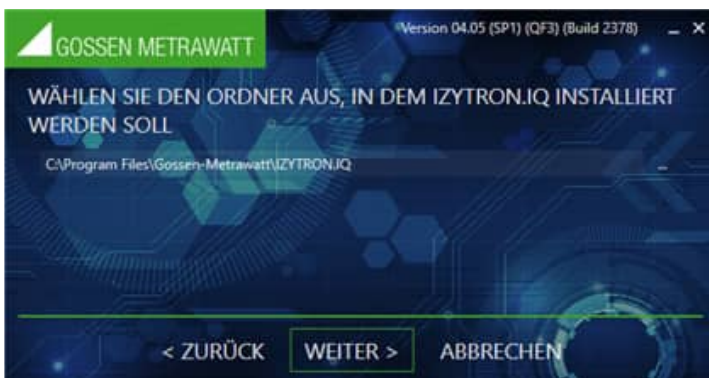 GOSSEN METRAWATT
Version 04.05 (SP1) (QF3) (Build 2378)
WÄHLEN SIE DEN ORDNER AUS, IN DEM IZYTRON.IQ INSTALLIERT
WERDEN SOLL
C:\Program Files\Gossen-Metrawatt\IZYTRON.IQ
...
< ZURÜCK
WEITER >
ABBRECHEN